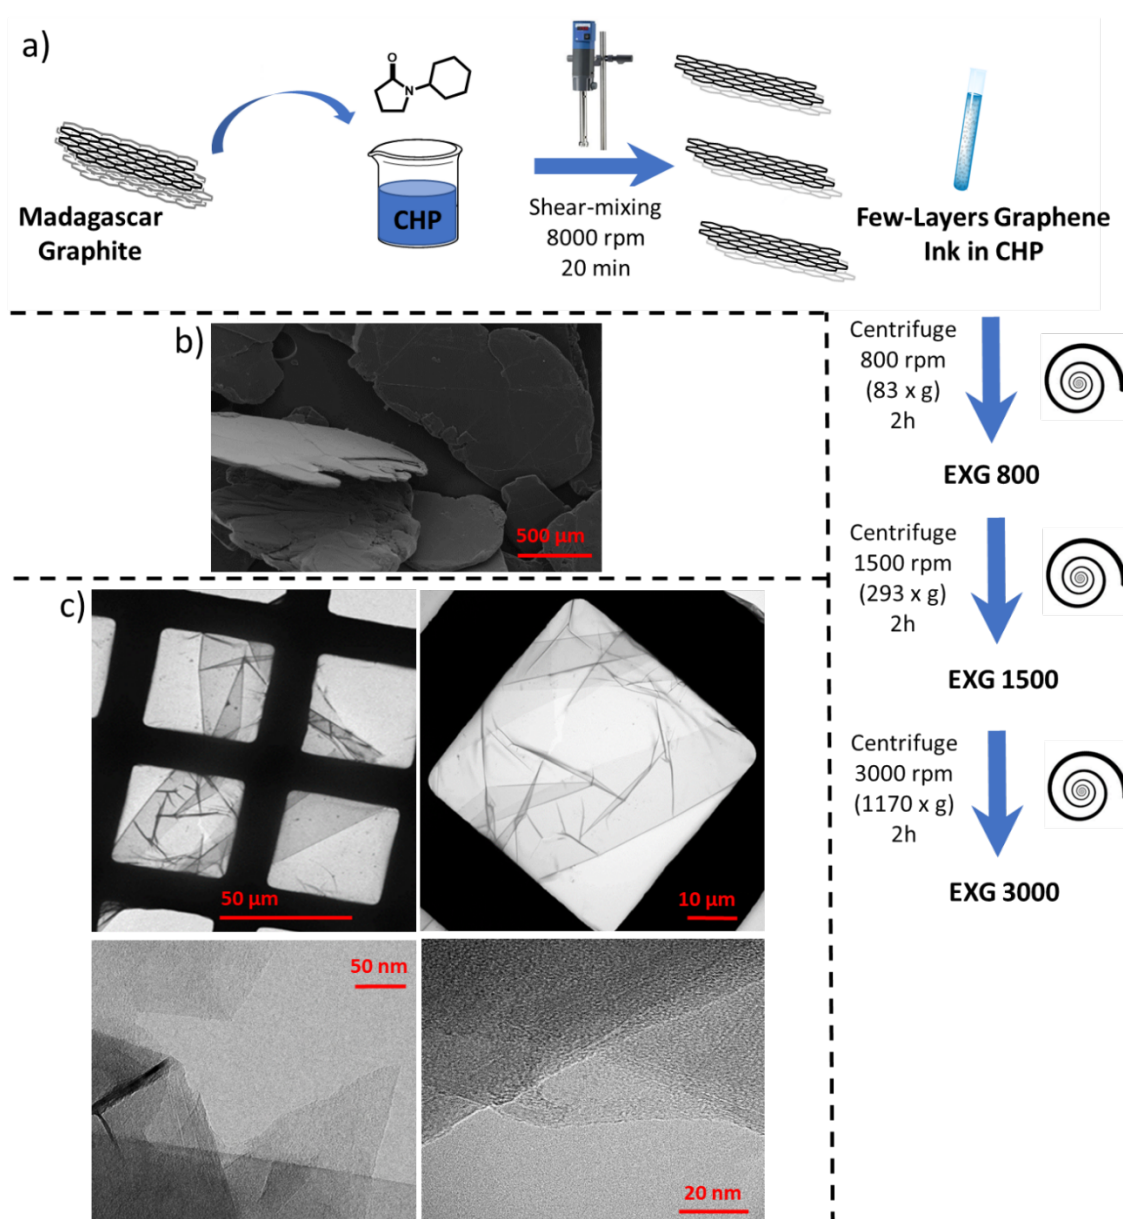 a)
O
N
Madagascar
Graphite
CHP
Shear-mixing
8000 rpm
20 min
Few-Layers Graphene
Ink in CHP
Centrifuge
800 rpm
(83 x g)
2h
EXG 800
Centrifuge
1500 rpm
(293 x g)
2h
EXG 1500
Centrifuge
3000 rpm
(1170 x g)
2h
EXG 3000
b)
500 µm
c)
50 µm
10 µm
50 nm
20 nm